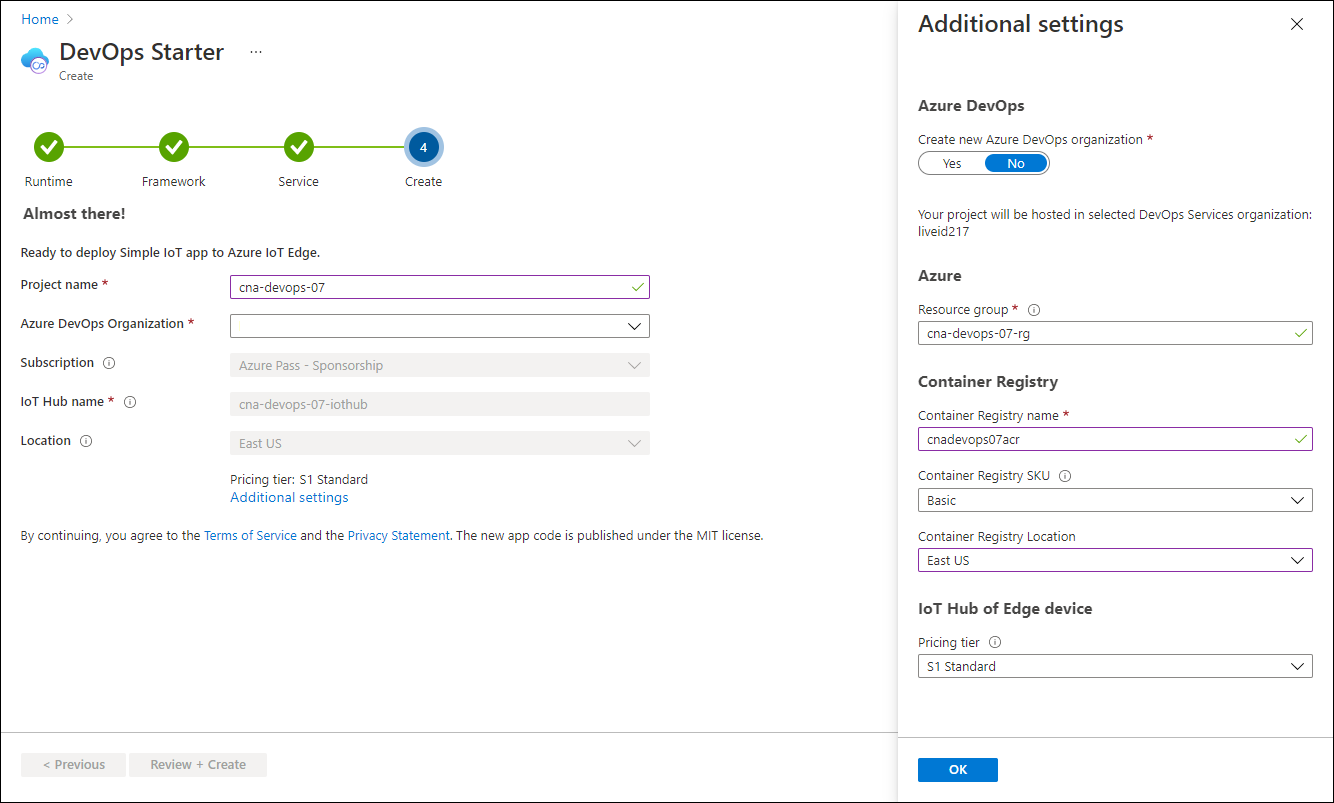 Home
DevOps Starter ...
Create
4
Runtime Framework Service Create
Almost there!
Ready to deploy Simple IoT app to Azure IoT Edge.
Project name * cna-devops-07
Azure DevOps Organization *
Subscription Azure Pass - Sponsorship
IoT Hub name * cna-devops-07-iothub
Location East US
Pricing tier: S1 Standard
Additional settings
By continuing, you agree to the Terms of Service and the Privacy Statement. The new app code is published under the MIT license.
< Previous Review + Create
Additional settings
Azure DevOps
Create new Azure DevOps organization *
Yes No
Your project will be hosted in selected DevOps Services organization:
liveid217
Azure
Resource group *
cna-devops-07-rg
Container Registry
Container Registry name *
cnadevops07acr
Container Registry SKU
Basic
Container Registry Location
East US
IoT Hub of Edge device
Pricing tier
S1 Standard
OK